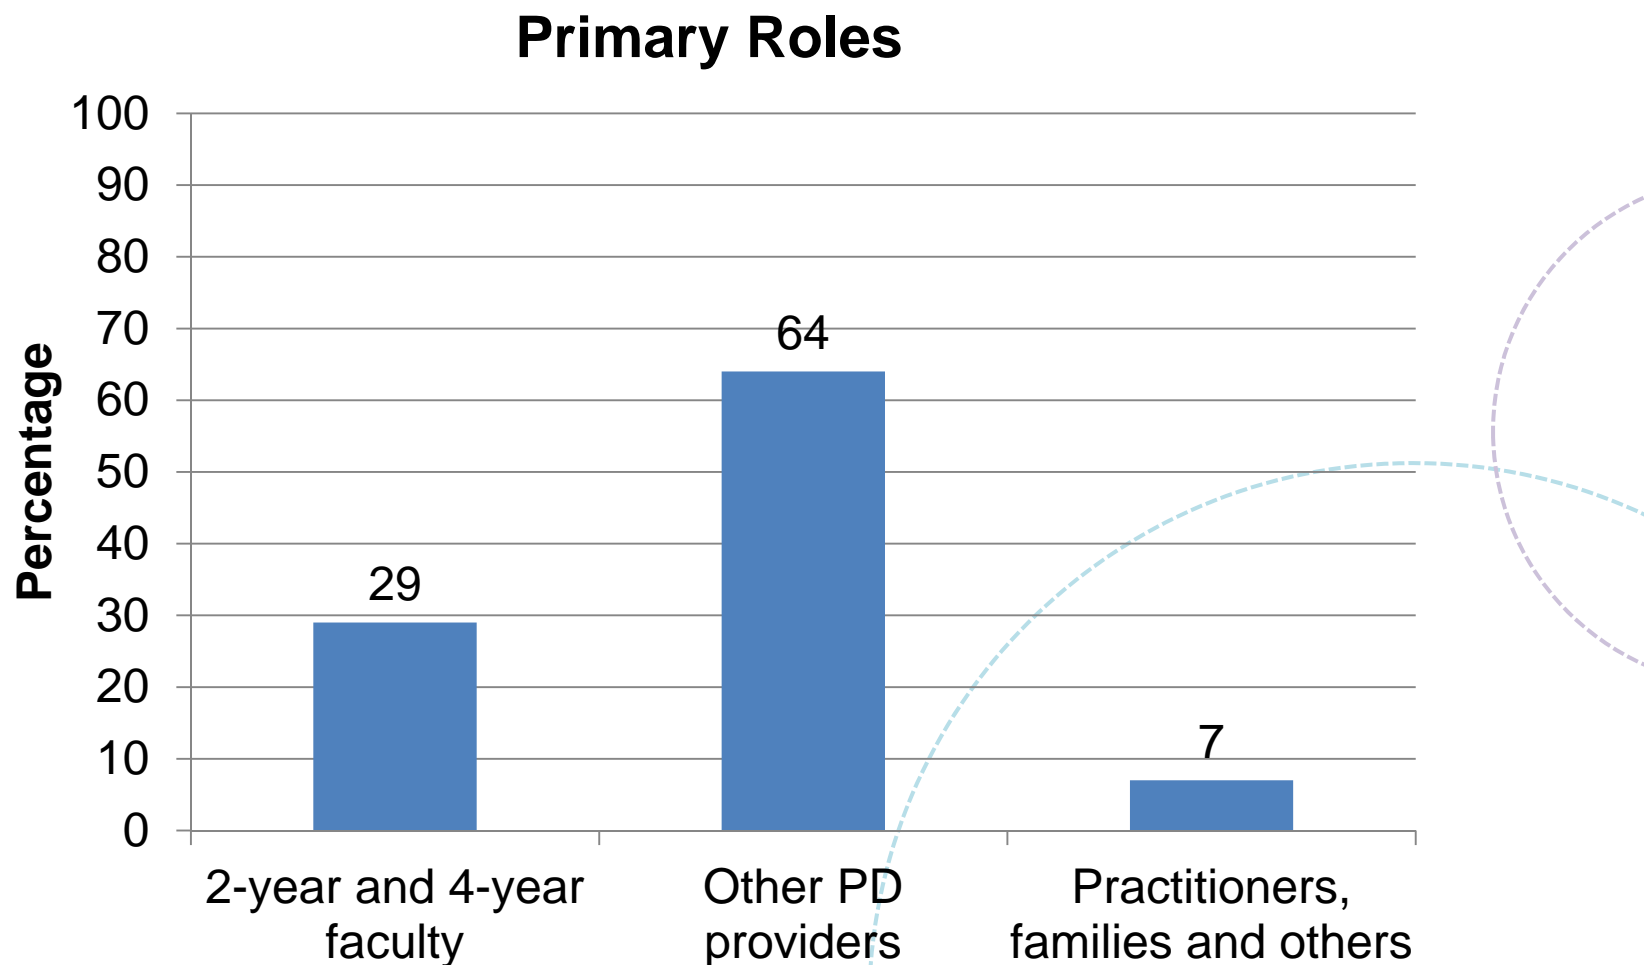 Primary Roles
100
90
80
70
60
50
40
30
20
10
0
Percentage
29
64
7
2-year and 4-year
faculty
Other PD
providers
Practitioners,
families and others